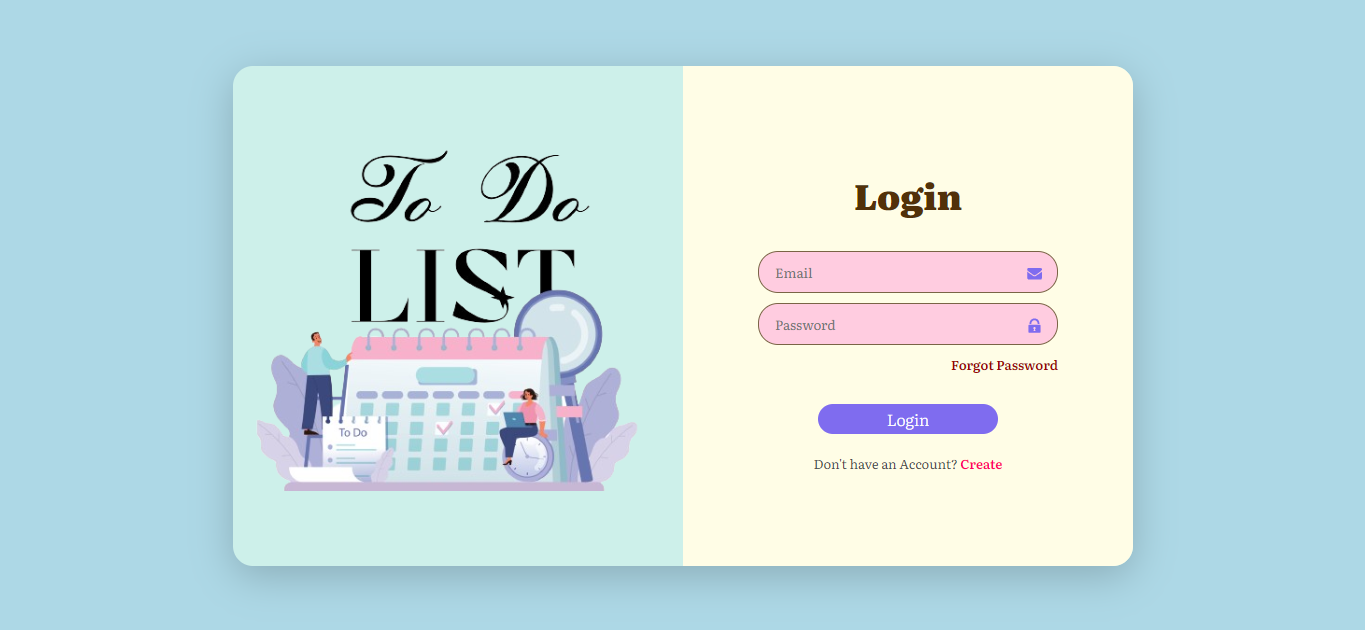 To Do
LIST
To Do
Login
Email
Password
Forgot Password
Login
Don't have an Account? Create